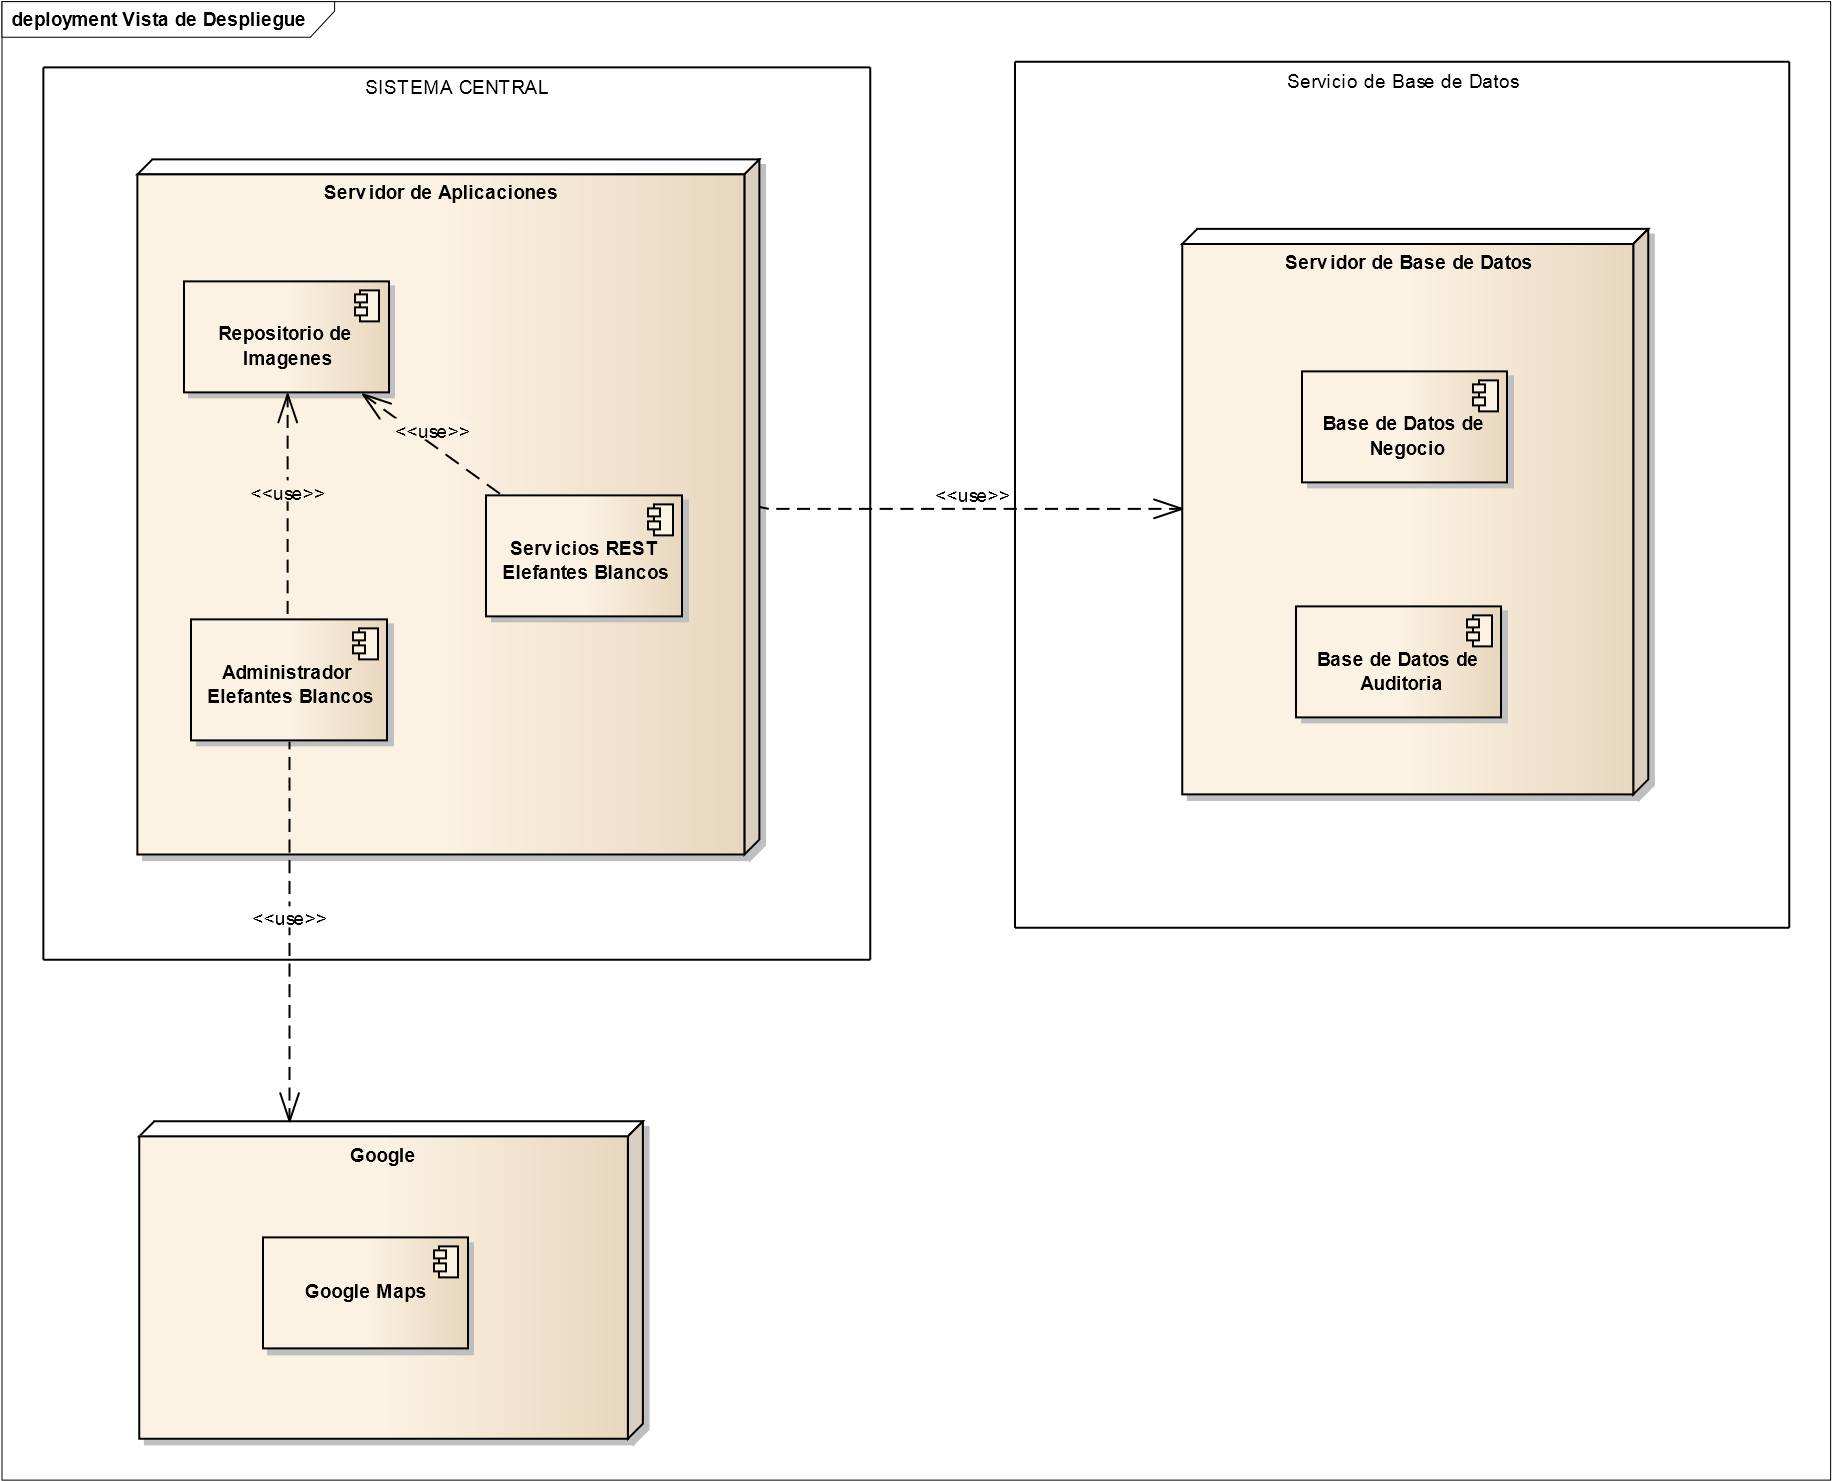 deployment Vista de Despliegue
SISTEMA CENTRAL
Servidor de Aplicaciones
Repositorio de
Imagenes
<<use>>
<<use>>
Servicios REST
Elefantes Blancos
Administrador
Elefantes Blancos
<<use>>
<<use>>
Servicio de Base de Datos
Servidor de Base de Datos
Base de Datos de
Negocio
Base de Datos de
Auditoria
Google
Google Maps